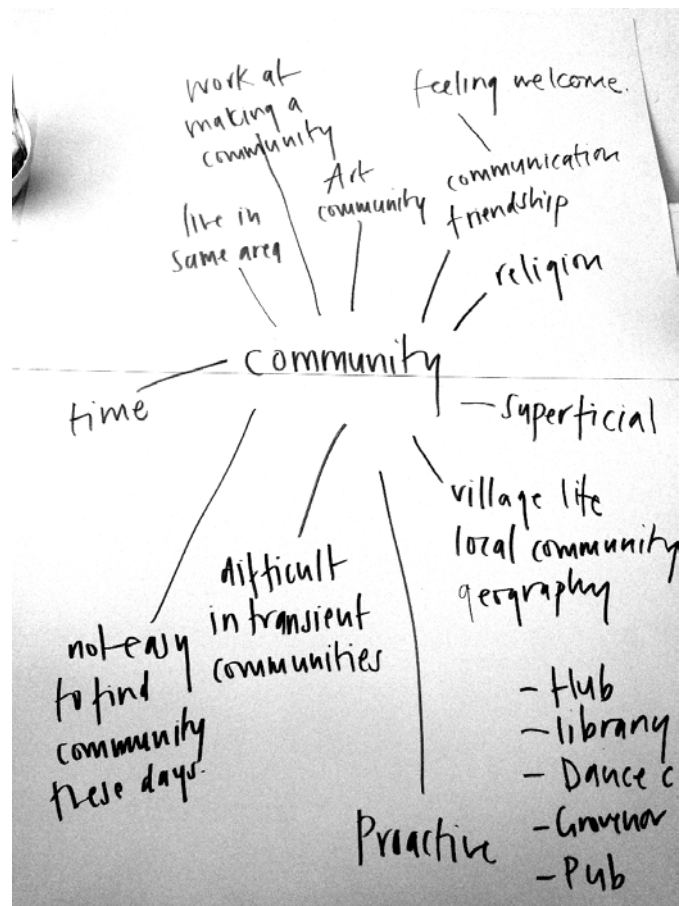 work at
making a
community
feeling welcome.
Art
community
communication
friendship
live in
same area
religion
community
time
superficial
village life
local community
geography
difficult
in transient
communities
not easy
to find
community
these days.
Proactive
- Hub
- library
- Dance c
- Grovenor
- Pub